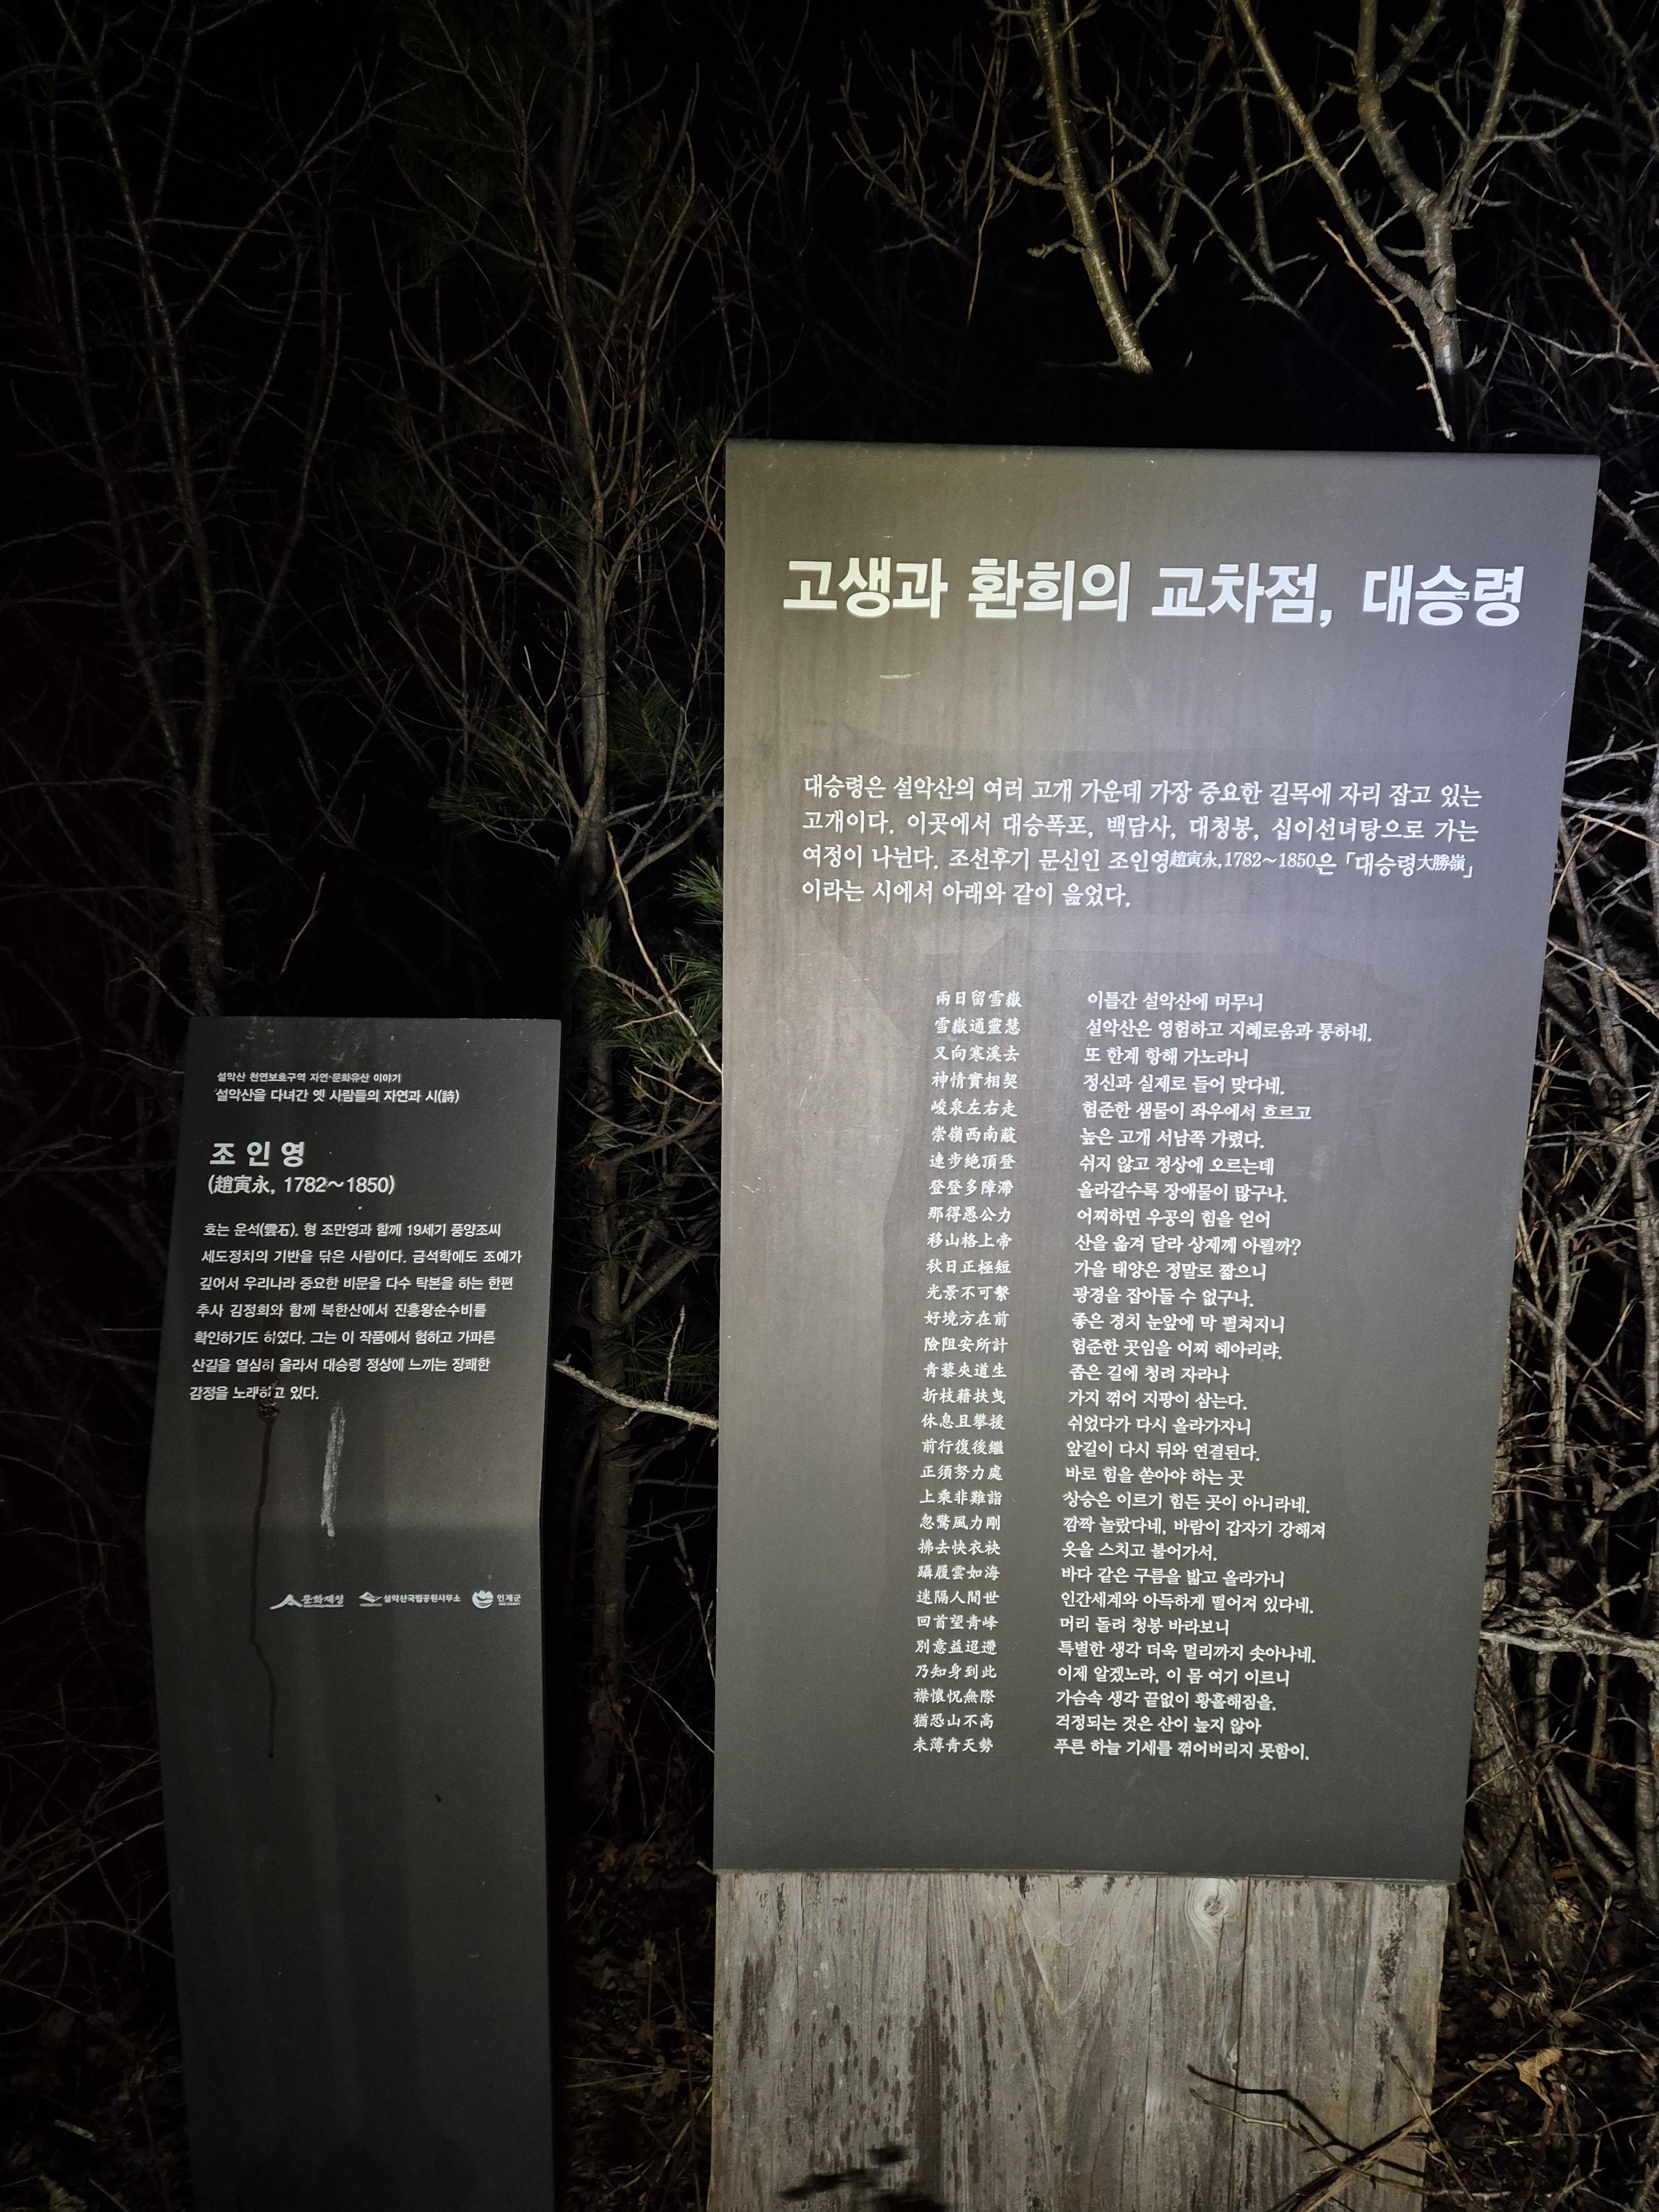 고생과 환희의 교차점, 대승령
대승령은 설악산의 여러 고개 가운데 가장 중요한 길목에 자리 잡고 있는
고개이다. 이곳에서 대승폭포, 백담사, 대청봉, 십이선녀탕으로 가는
여정이 나뉜다. 조선후기 문신인 조인영趙寅永,1782~1850은 「대승령大勝嶺」
이라는 시에서 아래와 같이 읊었다.
兩日留雪嶽 이틀간 설악산에 머무니
雪嶽通靈慧 설악산은 영험하고 지혜로움과 통하네.
又向寒溪去 또 한계 향해 가노라니
神情實相契 정신과 실제로 들어 맞다네.
峻泉左右走 험준한 샘물이 좌우에서 흐르고
崇嶺西南蔽 높은 고개 서남쪽 가렸다.
連步絶頂登 쉬지 않고 정상에 오르는데
登登多障滯 올라갈수록 장애물이 많구나.
那得愚公力 어찌하면 우공의 힘을 얻어
移山格上帝 산을 옮겨 달라 상제께 아뢸까?
秋日正極短 가을 태양은 정말로 짧으니
光景不可繫 광경을 잡아둘 수 없구나.
好境方在前 좋은 경치 눈앞에 막 펼쳐지니
險阻安所計 험준한 곳임을 어찌 헤아리랴.
靑藜夾道生 좁은 길에 청려 자라나
折枝藉扶曳 가지 꺾어 지팡이 삼는다.
休息且攀援 쉬었다가 다시 올라가자니
前行復後繼 앞길이 다시 뒤와 연결된다.
正須努力處 바로 힘을 쏟아야 하는 곳
上乘非難詣 상승은 이르기 힘든 곳이 아니라네.
忽驚風力剛 깜짝 놀랐다네, 바람이 갑자기 강해져
拂去快衣袂 옷을 스치고 불어가서.
躡履雲如海 바다 같은 구름을 밟고 올라가니
迷隔人間世 인간세계와 아득하게 떨어져 있다네.
回首望靑峰 머리 돌려 청봉 바라보니
別意益迢遰 특별한 생각 더욱 멀리까지 솟아나네.
乃知身到此 이제 알겠노라, 이 몸 여기 이르니
襟懷怳無際 가슴속 생각 끝없이 황홀해짐을.
猶恐山不高 걱정되는 것은 산이 높지 않아
未薄靑天勢 푸른 하늘 기세를 꺾어버리지 못함이.
설악산 천연보호구역 자연·문화유산 이야기
설악산을 다녀간 옛 사람들의 자연과 시(詩)
조 인 영
(趙寅永, 1782~1850)
호는 운석(雲石). 형 조만영과 함께 19세기 풍양조씨
세도정치의 기반을 닦은 사람이다. 금석학에도 조예가
깊어서 우리나라 중요한 비문을 다수 탁본을 하는 한편
추사 김정희와 함께 북한산에서 진흥왕순수비를
확인하기도 하였다. 그는 이 작품에서 험하고 가파른
산길을 열심히 올라서 대승령 정상에 느끼는 장쾌한
감정을 노래하고 있다.
문화재청 설악산국립공원사무소 인제군